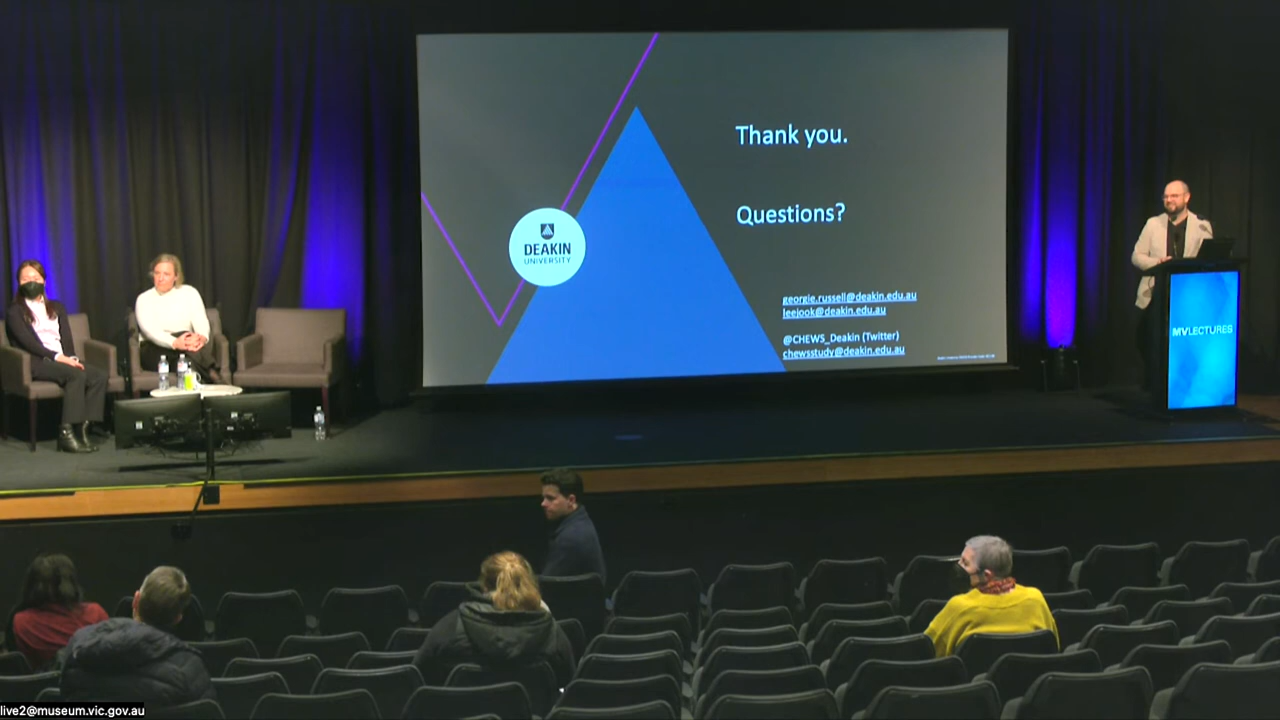 Thank you.
Questions?
DEAKIN
UNIVERSITY
georgie.russell@deakin.edu.au
leejook@deakin.edu.au
@CHEWS_Deakin (Twitter)
chewsstudy@deakin.edu.au
MVLECTURES
live2@museum.vic.gov.au